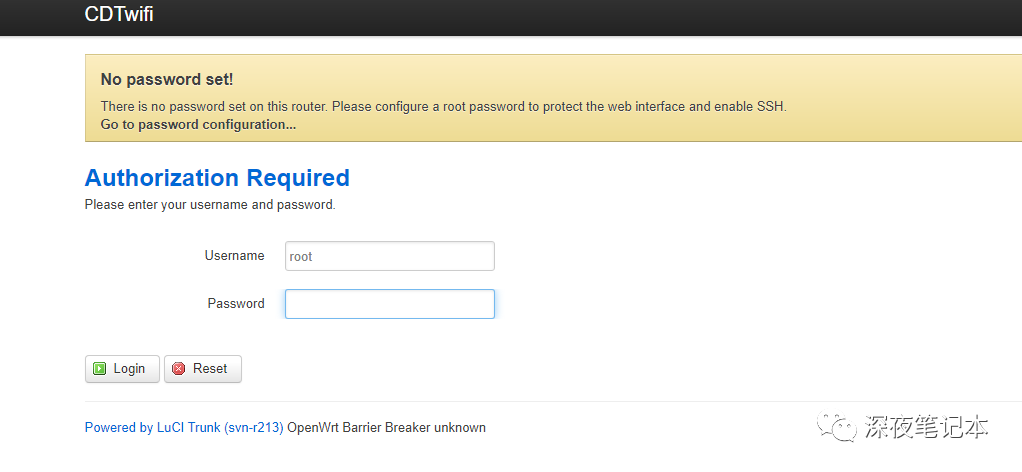 CDTwifi
No password set!
There is no password set on this router. Please configure a root password to protect the web interface and enable SSH.
Go to password configuration...
Authorization Required
Please enter your username and password.
Username root
Password
Login Reset
Powered by LuCI Trunk (svn-r213) OpenWrt Barrier Breaker unknown
深夜笔记本